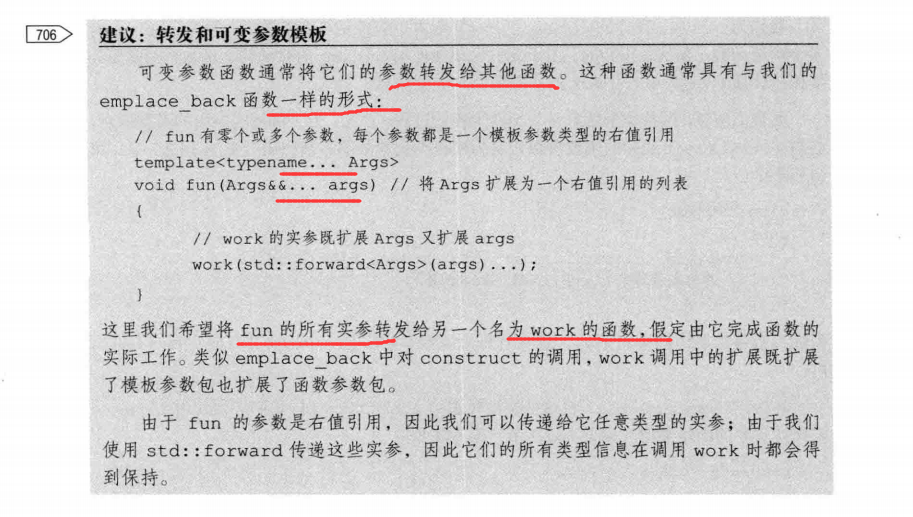 706
建议：转发和可变参数模板
可变参数函数通常将它们的参数转发给其他函数。这种函数通常具有与我们的
emplace_back 函数一样的形式：
// fun 有零个或多个参数，每个参数都是一个模板参数类型的右值引用
template<typename... Args>
void fun(Args&&... args) // 将 Args 扩展为一个右值引用的列表
{
// work 的实参既扩展 Args 又扩展 args
work(std::forward<Args>(args)...);
}
这里我们希望将 fun 的所有实参转发给另一个名为 work 的函数，假定由它完成函数的
实际工作。类似 emplace_back 中对 construct 的调用，work 调用中的扩展既扩展
了模板参数包也扩展了函数参数包。
由于 fun 的参数是右值引用，因此我们可以传递给它任意类型的实参；由于我们
使用 std::forward 传递这些实参，因此它们的所有类型信息在调用 work 时都会得
到保持。